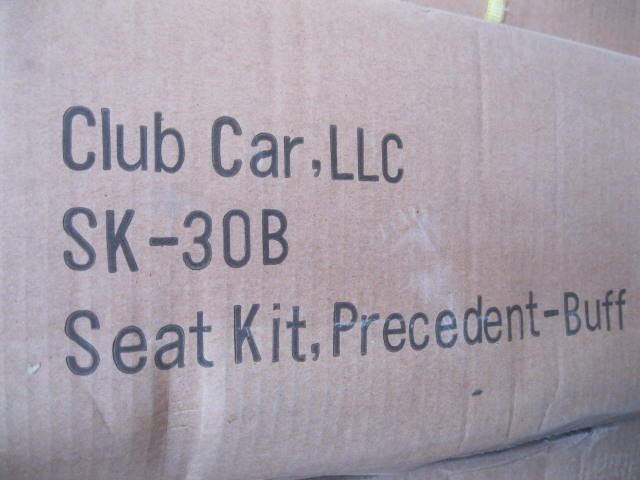 Club Car, LLC
SK-30B
Seat Kit, Precedent-Buff